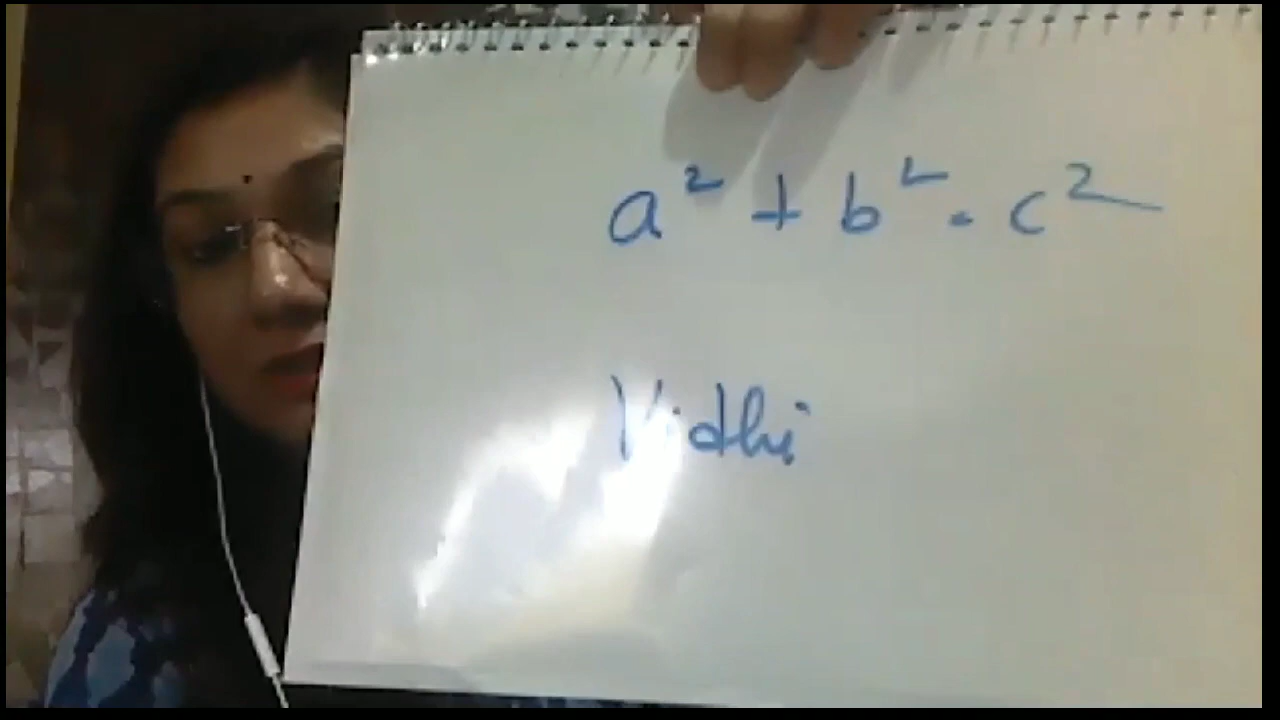 a² + b² - c²
Vidhi